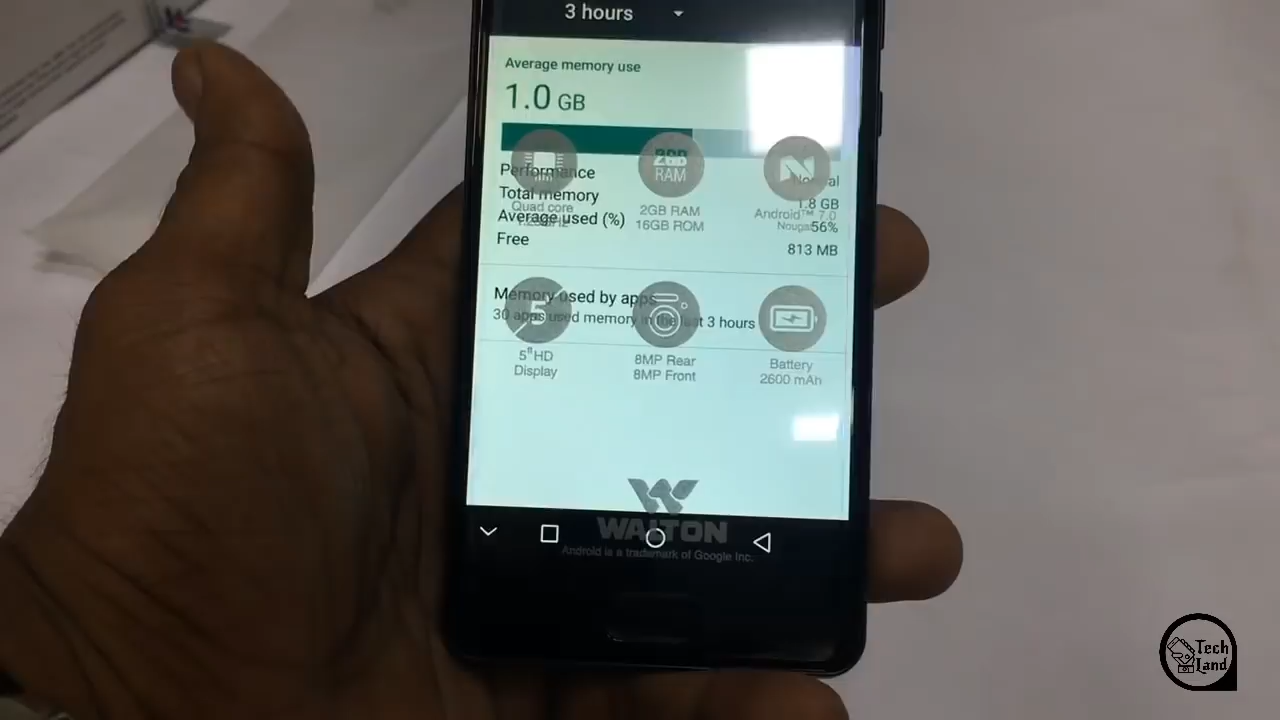 3 hours
Average memory use
1.0 GB
Performance Normal
Total memory 1.8 GB
Average used (%) 56%
Free 813 MB
Memory used by apps
30 apps used memory in the last 3 hours
Quad core
2GB
RAM
2GB RAM
16GB ROM
N
Android™ 7.0
Nougat
5
5" HD
Display
8MP Rear
8MP Front
Battery
2600 mAh
WALTON
Android is a trademark of Google Inc.
Tech
Land